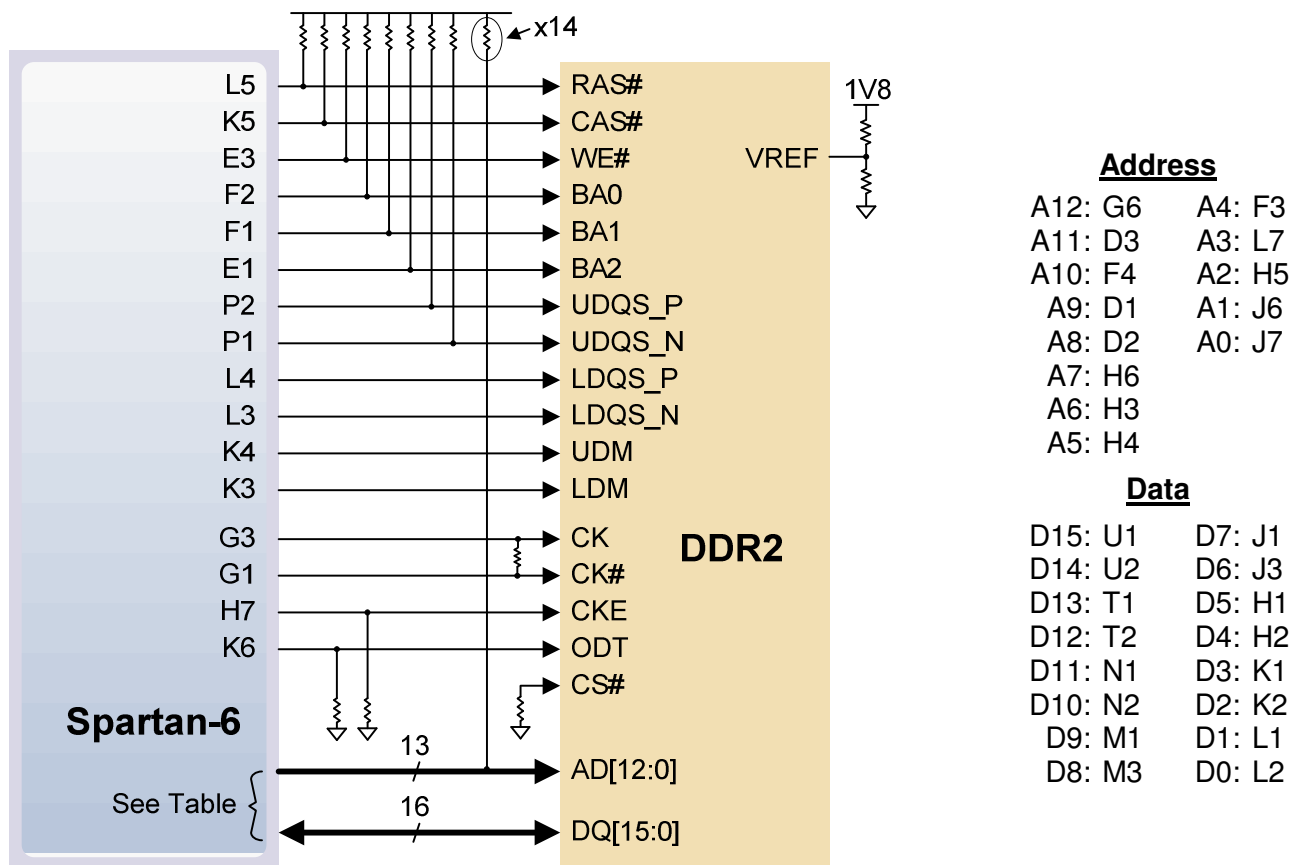 x14
L5 RAS#
K5 CAS#
E3 WE#
F2 BA0
F1 BA1
E1 BA2
P2 UDQS_P
P1 UDQS_N
L4 LDQS_P
L3 LDQS_N
K4 UDM
K3 LDM
G3 CK
G1 CK#
H7 CKE
K6 ODT
CS#
Spartan-6
See Table
13
AD[12:0]
16
DQ[15:0]
DDR2
VREF
1V8
Address
A12: G6 A4: F3
A11: D3 A3: L7
A10: F4 A2: H5
A9: D1 A1: J6
A8: D2 A0: J7
A7: H6
A6: H3
A5: H4
Data
D15: U1 D7: J1
D14: U2 D6: J3
D13: T1 D5: H1
D12: T2 D4: H2
D11: N1 D3: K1
D10: N2 D2: K2
D9: M1 D1: L1
D8: M3 D0: L2